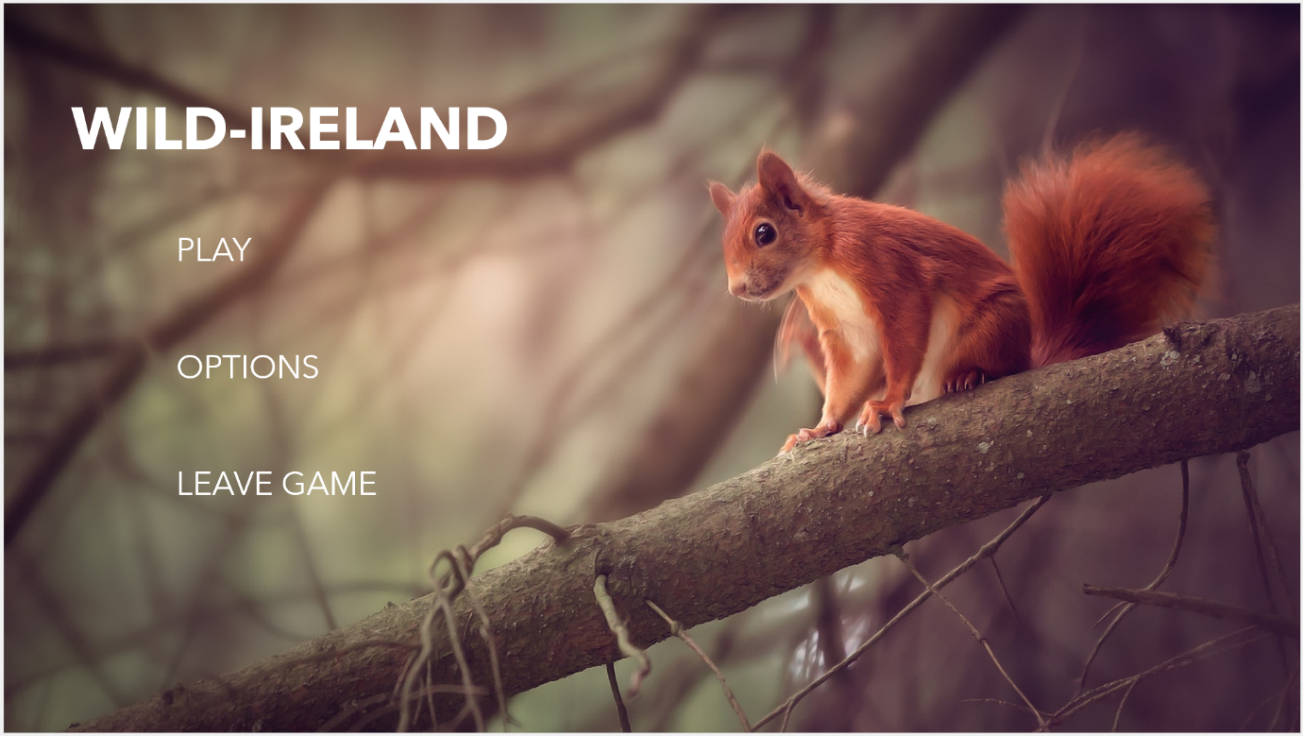 WILD-IRELAND
PLAY
OPTIONS
LEAVE GAME